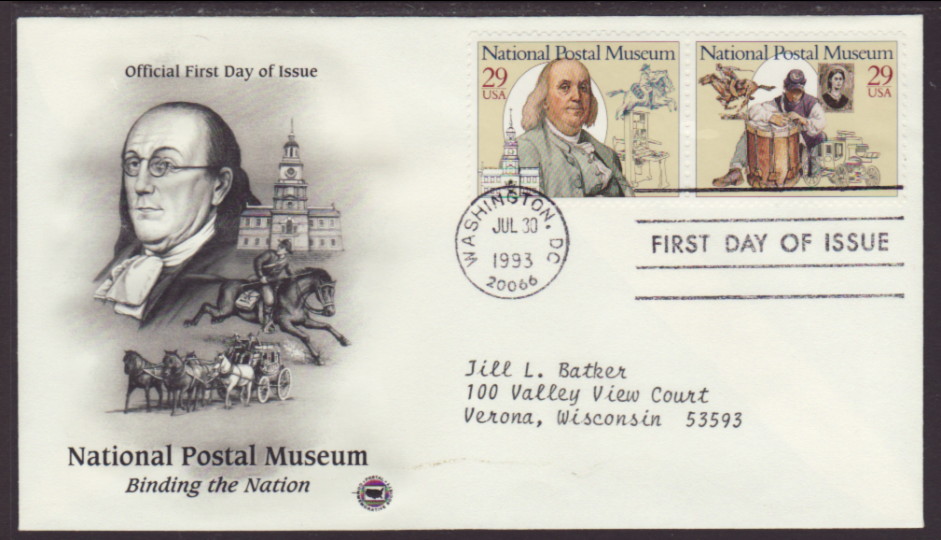 Official First Day of Issue
National Postal Museum
29
USA
National Postal Museum
29
USA
WASHINGTON, DC
JUL 30
1993
20066
FIRST DAY OF ISSUE
Jill L. Batker
100 Valley View Court
Verona, Wisconsin 53593
National Postal Museum
Binding the Nation